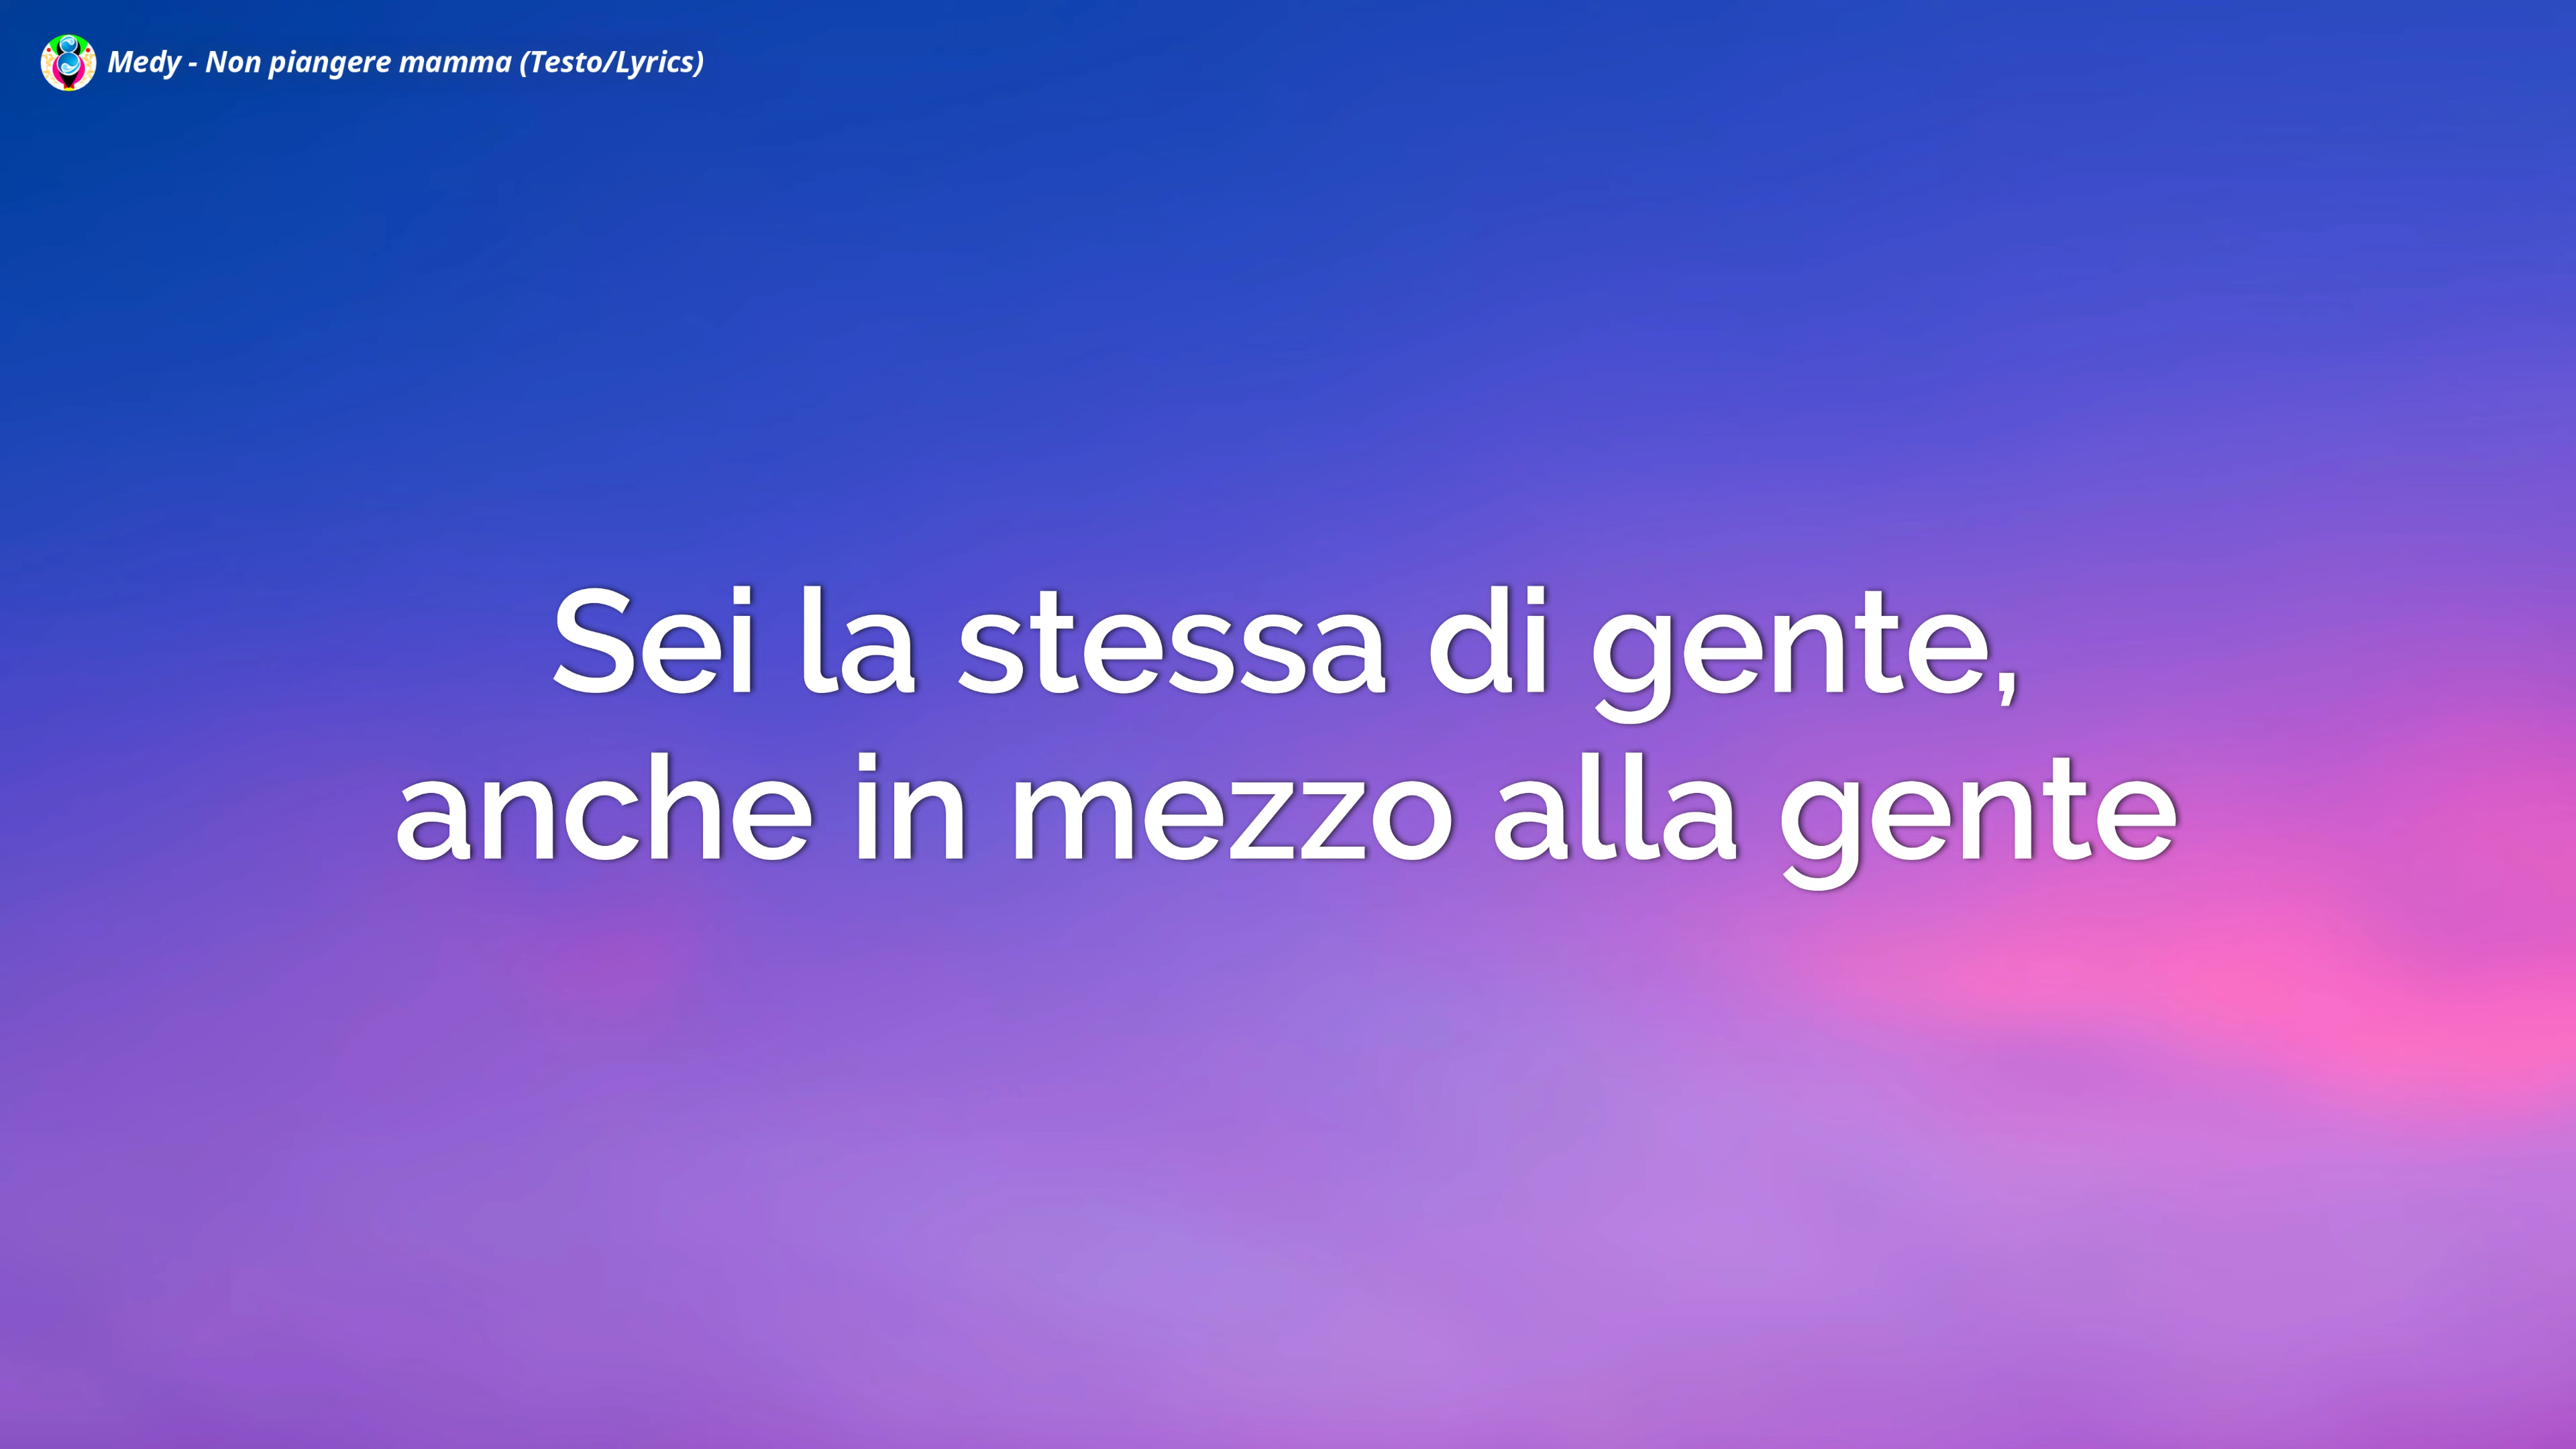 Medy - Non piangere mamma (Testo/Lyrics)
Sei la stessa di gente,
anche in mezzo alla gente